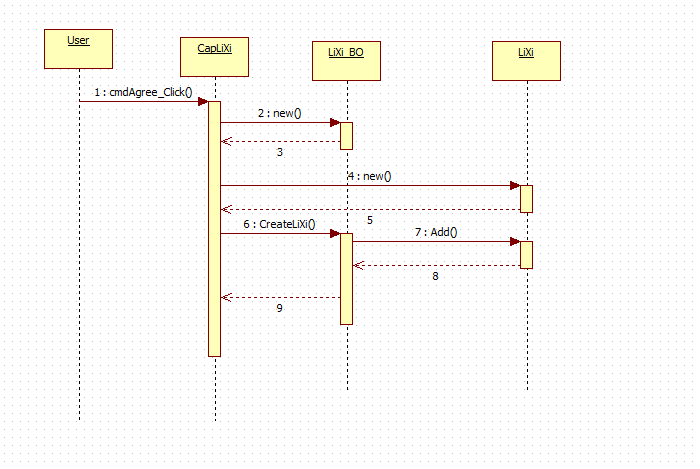 User
CapLiXi
LiXi_BO
LiXi
1 : cmdAgree_Click()
2 : new()
3
4 : new()
5
6 : CreateLiXi()
7 : Add()
8
9